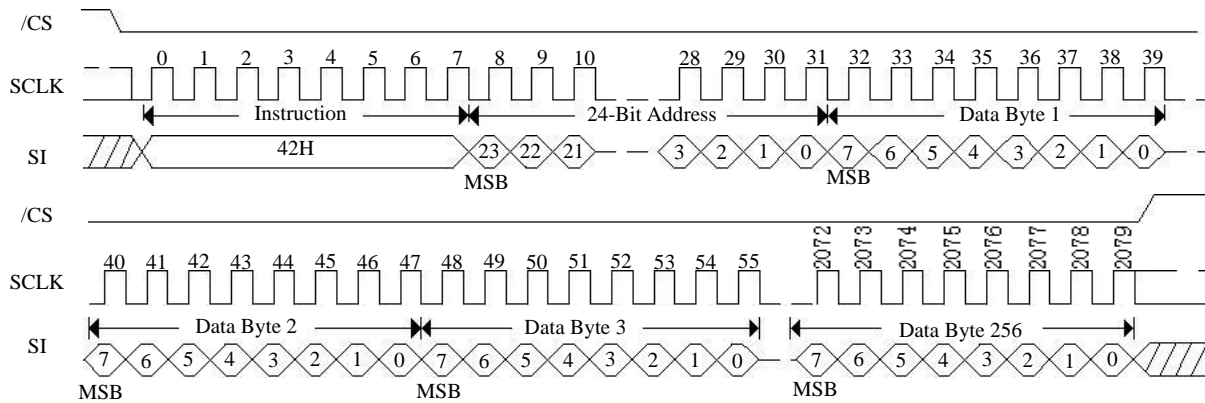 /CS
0 1 2 3 4 5 6 7 8 9 10 28 29 30 31 32 33 34 35 36 37 38 39
SCLK
Instruction 24-Bit Address Data Byte 1
SI 42H 23 22 21 3 2 1 0 7 6 5 4 3 2 1 0
MSB MSB
/CS
40 41 42 43 44 45 46 47 48 49 50 51 52 53 54 55 2072 2073 2074 2075 2076 2077 2078 2079
SCLK
Data Byte 2 Data Byte 3 Data Byte 256
SI 7 6 5 4 3 2 1 0 7 6 5 4 3 2 1 0 7 6 5 4 3 2 1 0
MSB MSB MSB